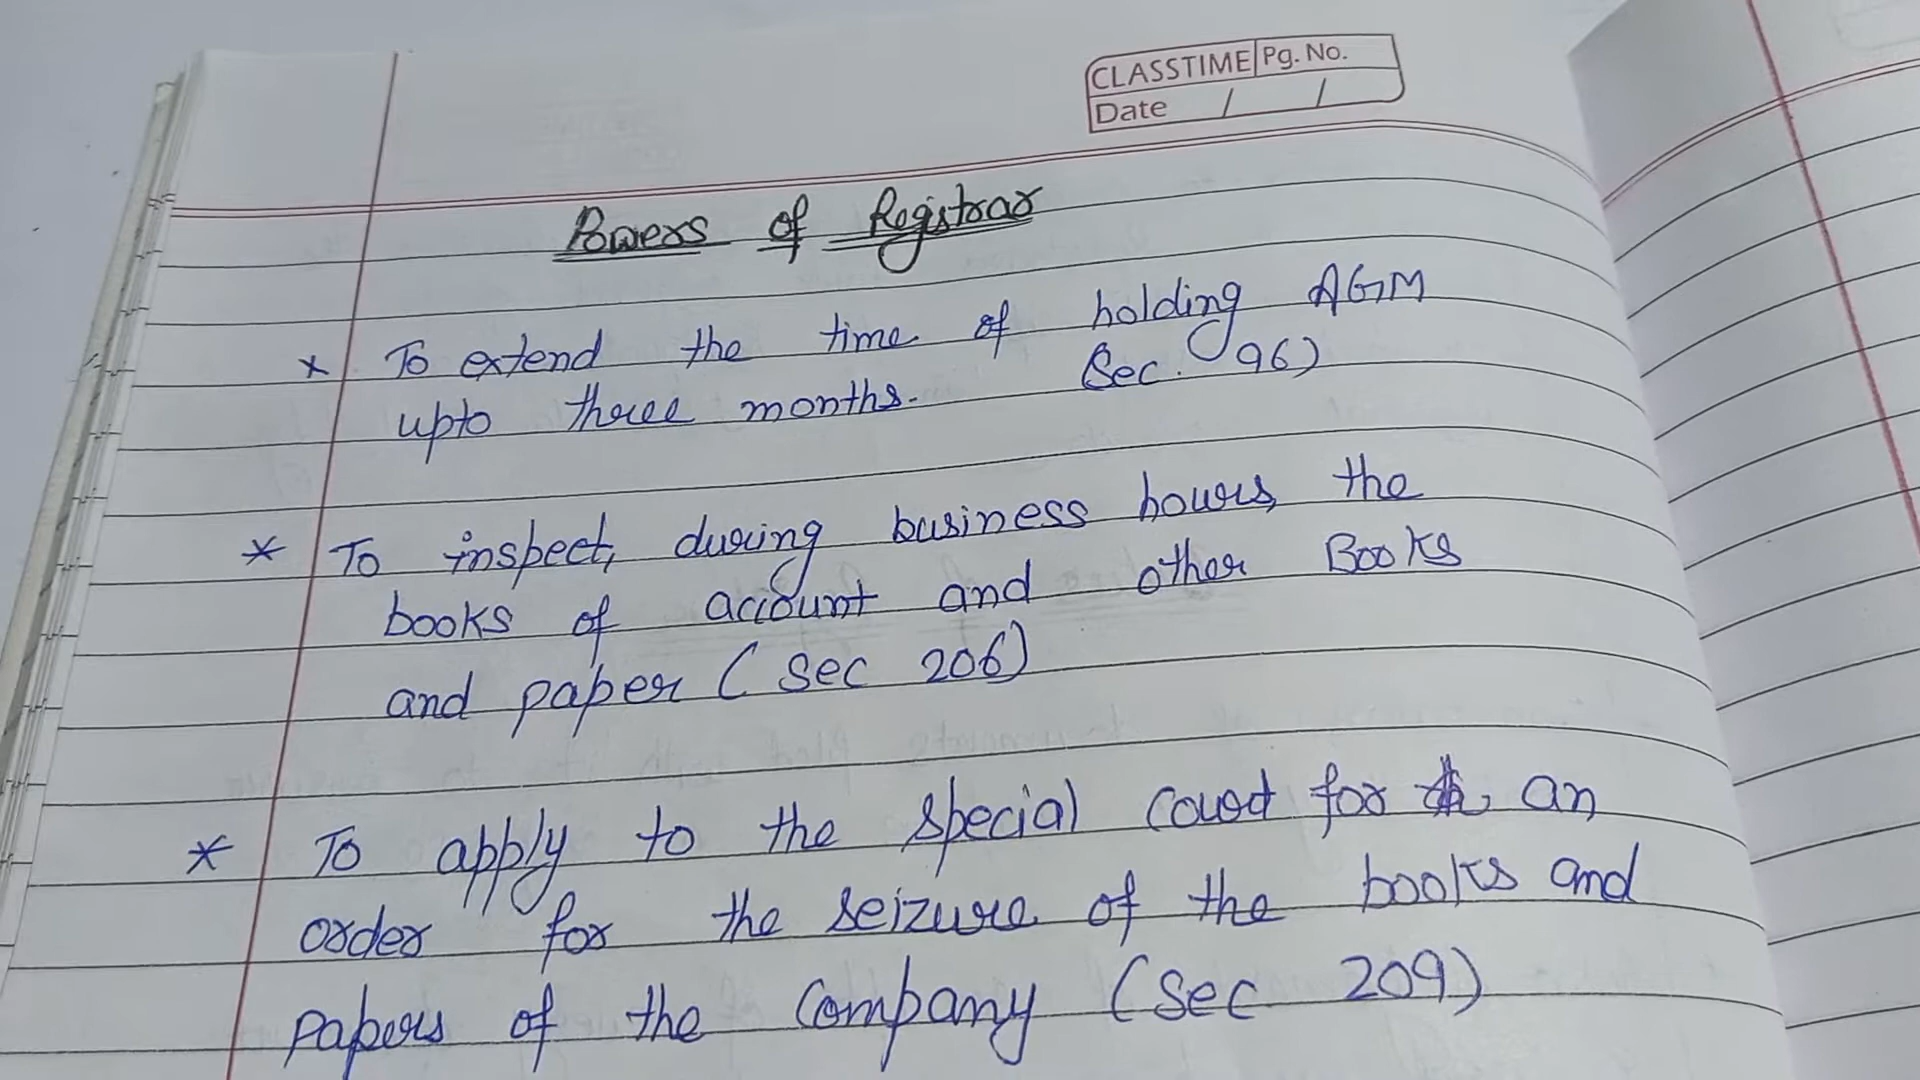 CLASSTIME Pg. No.
Date / /
Powers of Registrar
* To extend the time of holding AGM
upto three months. (Sec. 96)
* To inspect, during business hours, the
books of account and other Books
and paper (Sec 206)
* To apply to the special court for an
order for the seizure of the books and
papers of the Company (Sec 209)